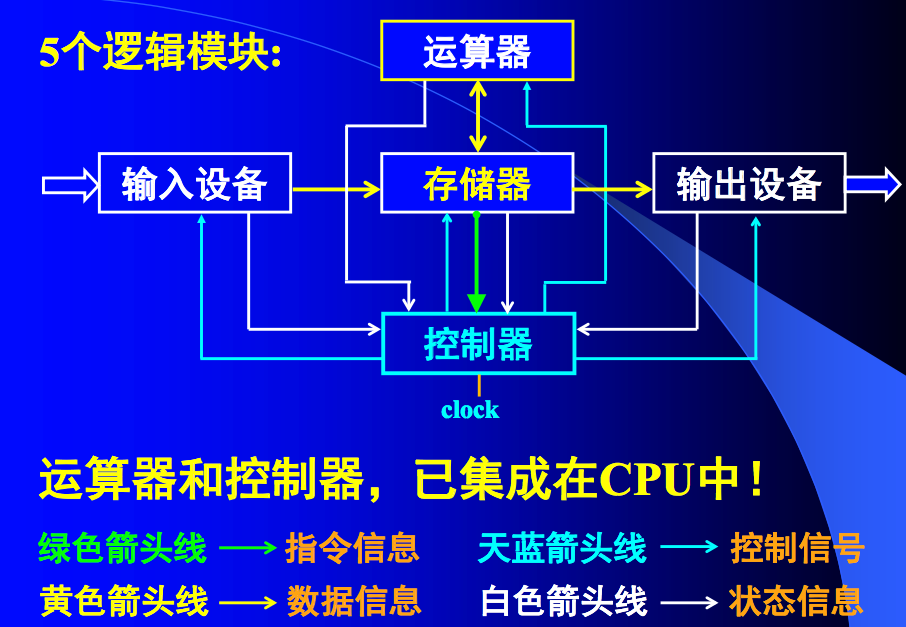 5个逻辑模块:
运算器
输入设备
存储器
输出设备
控制器
clock
运算器和控制器，已集成在CPU中！
绿色箭头线 指令信息
天蓝箭头线 控制信号
黄色箭头线 数据信息
白色箭头线 状态信息